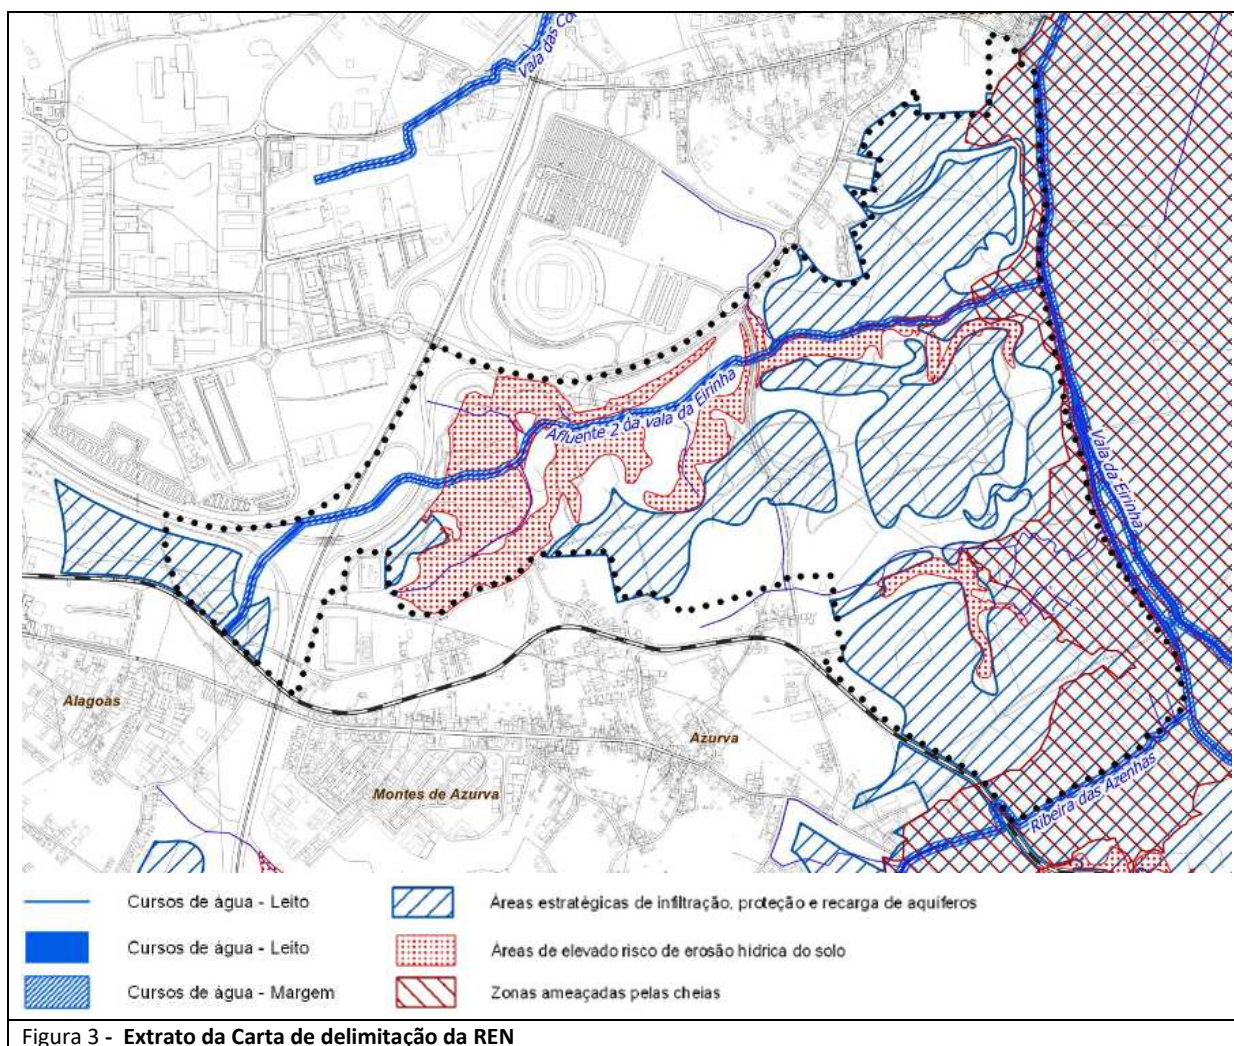 Vala das
Afluente 2 da vala da Eirinha
Vala da Eirinha
Alagoas
Azurva
Montes de Azurva
Ribeira das Azenhas
Cursos de água - Leito
Áreas estratégicas de infiltração, proteção e recarga de aquíferos
Cursos de água - Leito
Áreas de elevado risco de erosão hídrica do solo
Cursos de água - Margem
Zonas ameaçadas pelas cheias
Figura 3 - Extrato da Carta de delimitação da REN